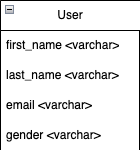 User
first_name <varchar>
last_name <varchar>
email <varchar>
gender <varchar>